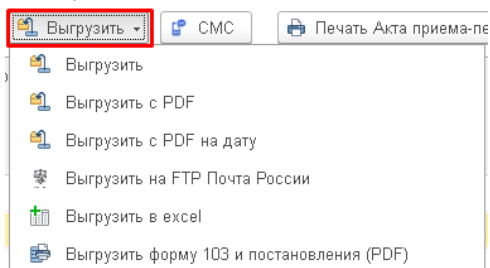 Выгрузить СМС Печать Акта приема-пе
Выгрузить
Выгрузить с PDF
Выгрузить с PDF на дату
Выгрузить на FTP Почта России
Выгрузить в excel
Выгрузить форму 103 и постановления (PDF)